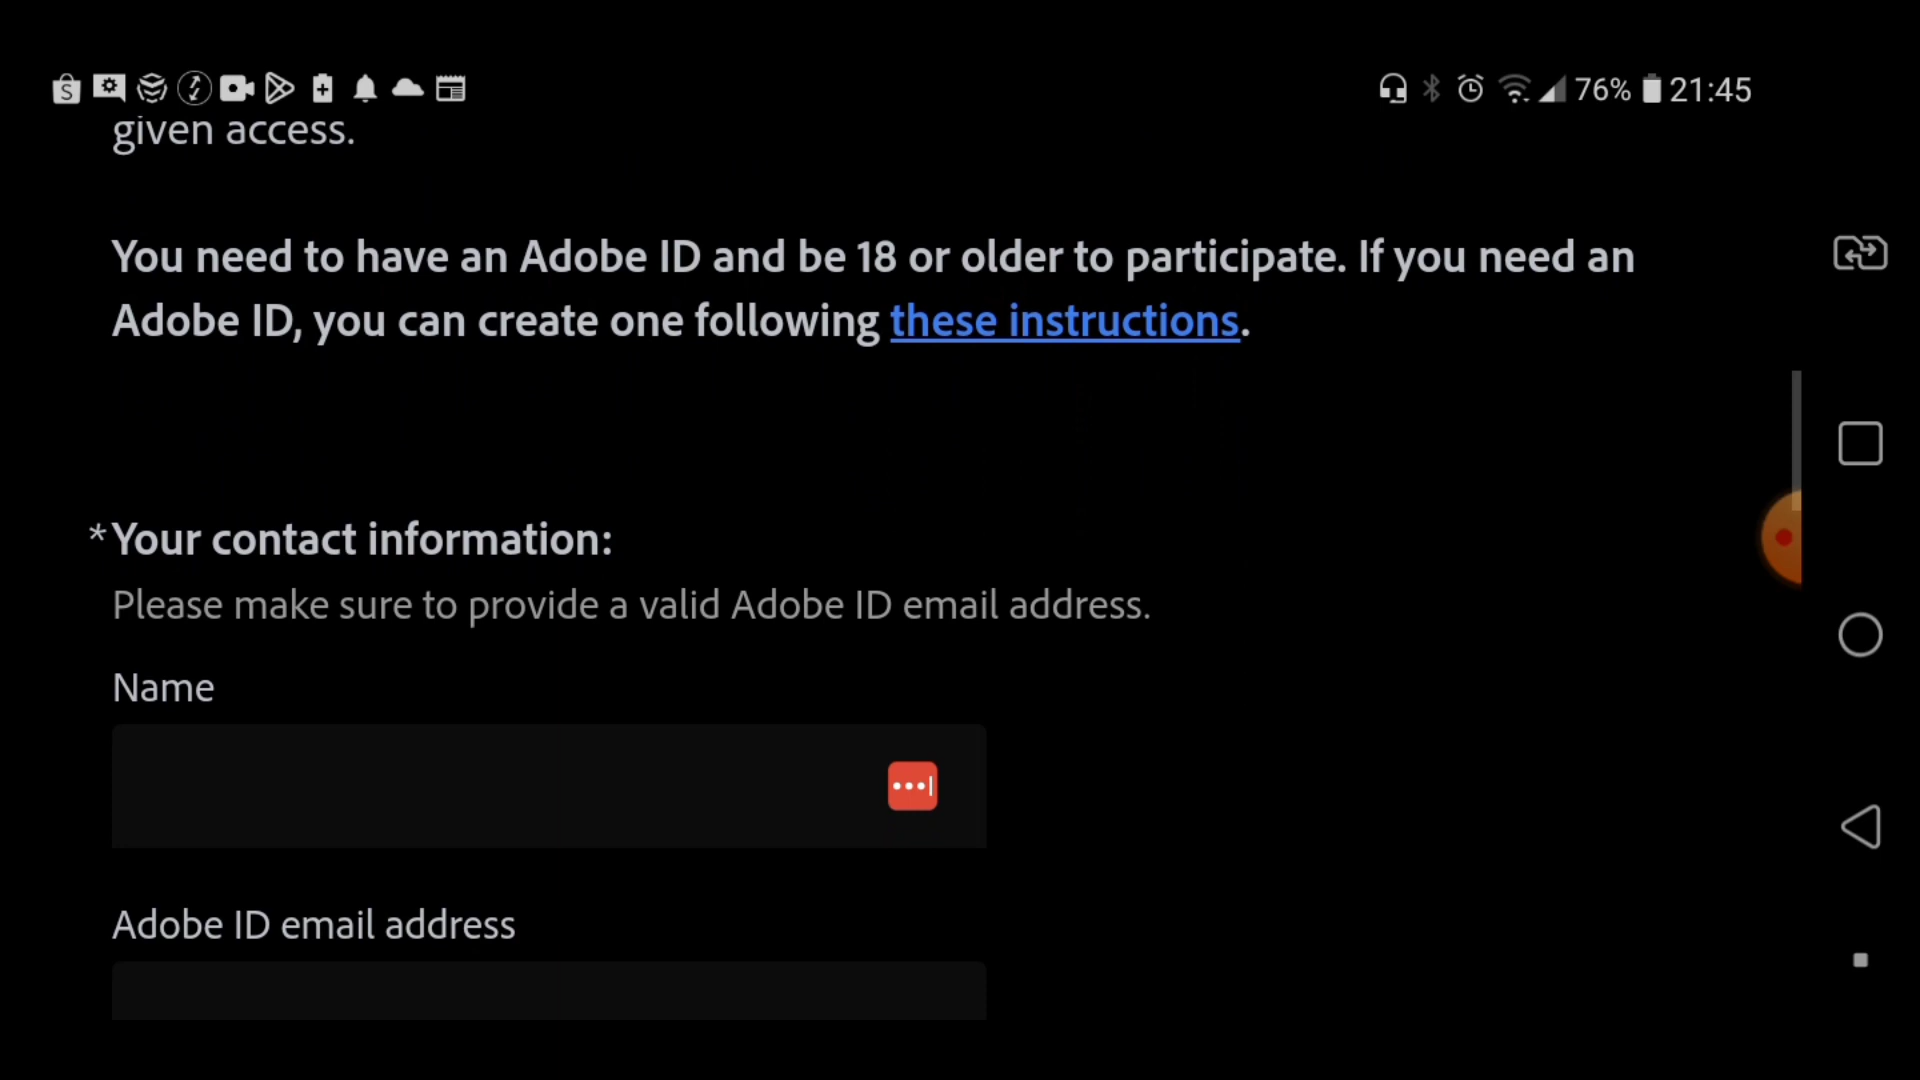 76% 21:45
given access.
You need to have an Adobe ID and be 18 or older to participate. If you need an
Adobe ID, you can create one following these instructions.
*Your contact information:
Please make sure to provide a valid Adobe ID email address.
Name
Adobe ID email address